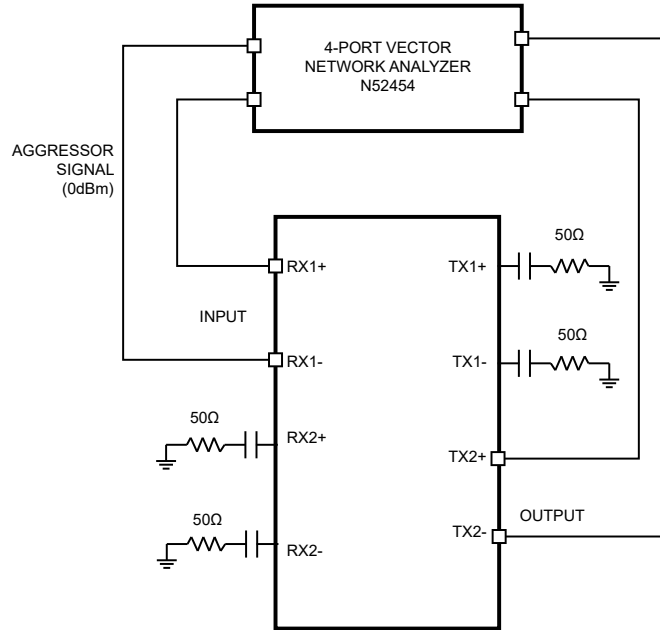 4-PORT VECTOR
NETWORK ANALYZER
N52454
AGGRESSOR
SIGNAL
(0dBm)
50Ω
RX1+
TX1+
INPUT
50Ω
RX1-
TX1-
50Ω
RX2+
TX2+
50Ω
OUTPUT
TX2-
RX2-